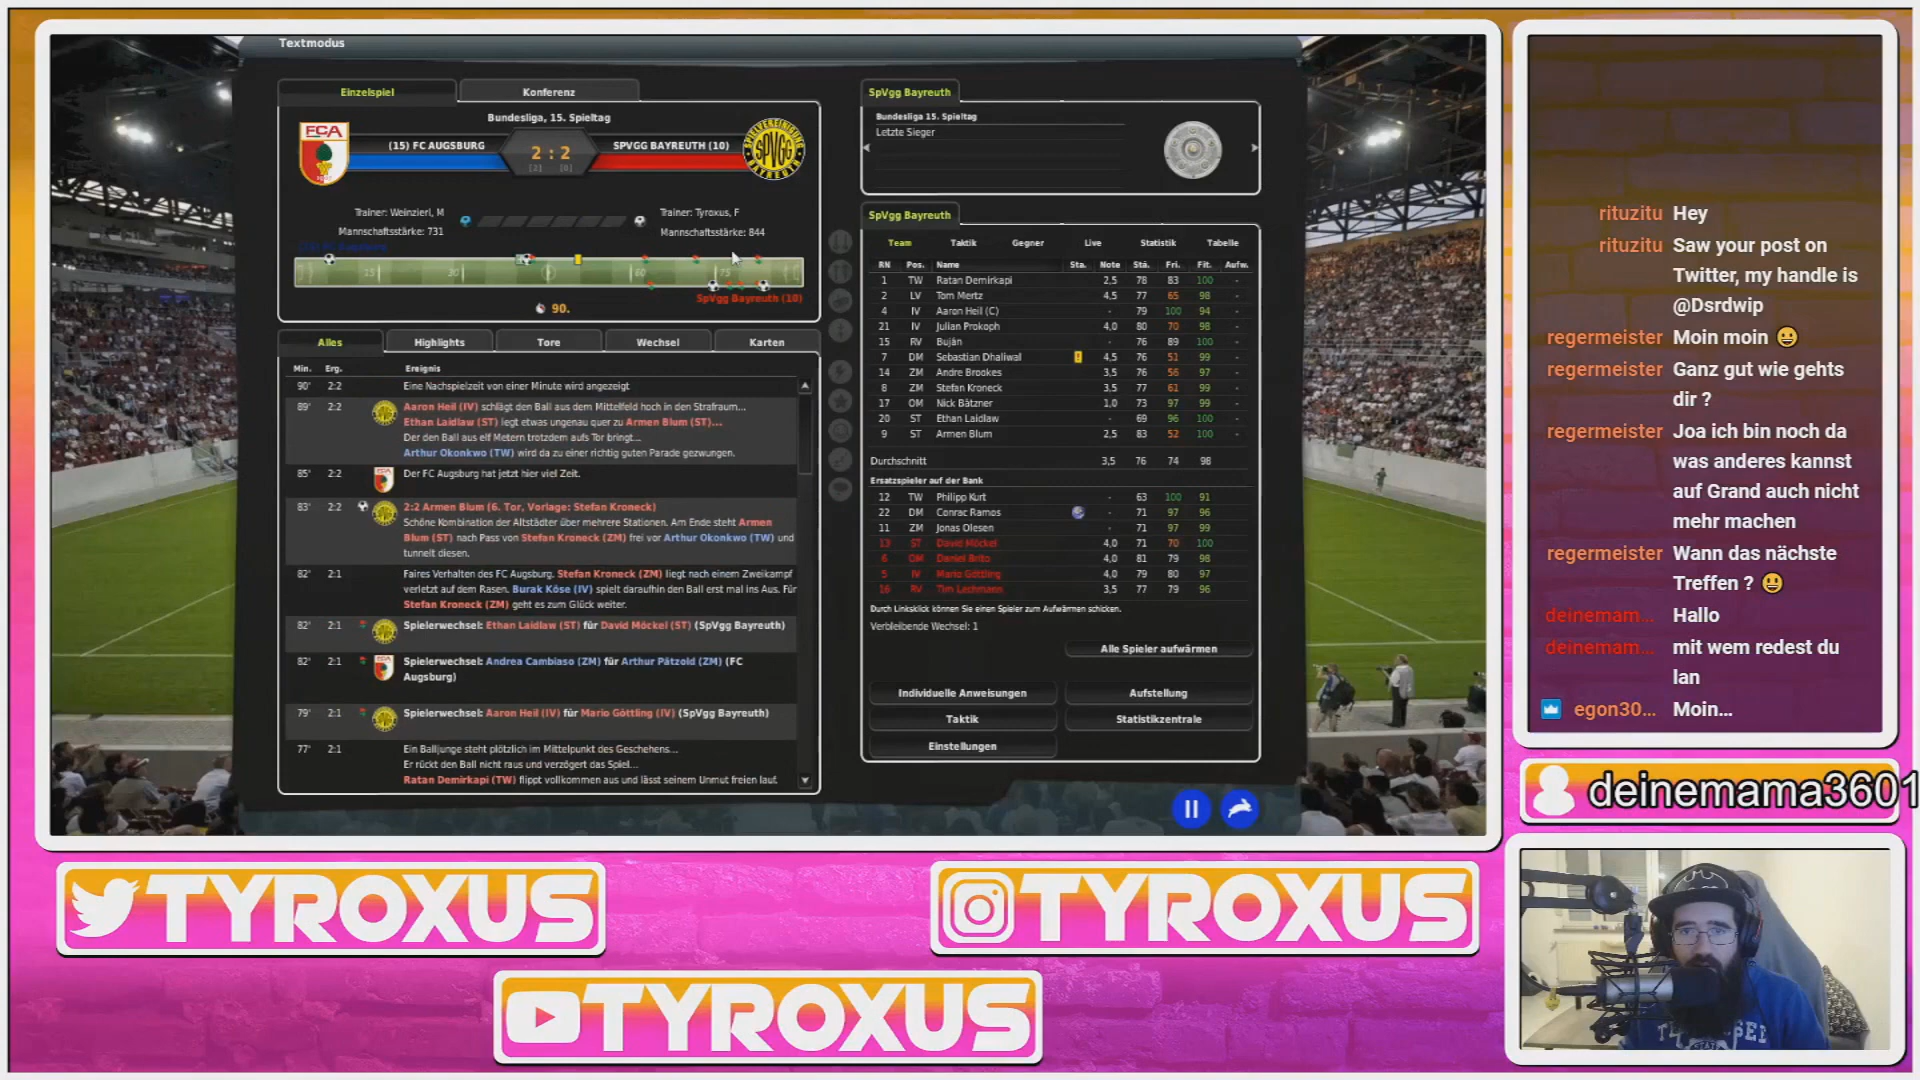 Textmodus
Einzelspiel
Konferenz
Bundesliga, 15. Spieltag
FCA
(15) FC AUGSBURG
2 : 2
[2] [0]
SPVGG BAYREUTH (10)
Trainer: Weinzierl, M
Trainer: Tyroxus, F
Mannschaftsstärke: 731
Mannschaftsstärke: 844
15
30
60
75
SpVgg Bayreuth (10)
90.
Alles
Highlights
Tore
Wechsel
Karten
Min. Erg. Ereignis
90' 2:2 Eine Nachspielzeit von einer Minute wird angezeigt
89' 2:2 Aaron Heil (IV) schlägt den Ball aus dem Mittelfeld hoch in den Strafraum...
Ethan Laidlaw (ST) legt etwas ungenau quer zu Armen Blum (ST)...
Der den Ball aus elf Metern trotzdem aufs Tor bringt...
Arthur Okonkwo (TW) wird da zu einer richtig guten Parade gezwungen.
85' 2:2 Der FC Augsburg hat jetzt hier viel Zeit.
83' 2:2 2:2 Armen Blum (6. Tor, Vorlage: Stefan Kroneck)
Schöne Kombination der Altstädter über mehrere Stationen. Am Ende steht Armen
Blum (ST) nach Pass von Stefan Kroneck (ZM) frei vor Arthur Okonkwo (TW) und
tunnelt diesen.
82' 2:1 Faires Verhalten des FC Augsburg. Stefan Kroneck (ZM) liegt nach einem Zweikampf
verletzt auf dem Rasen. Burak Köse (IV) spielt daraufhin den Ball erst mal ins Aus. Für
Stefan Kroneck (ZM) geht es zum Glück weiter.
82' 2:1 Spielerwechsel: Ethan Laidlaw (ST) für David Möckel (ST) (SpVgg Bayreuth)
82' 2:1 Spielerwechsel: Andrea Cambiaso (ZM) für Arthur Pätzold (ZM) (FC
Augsburg)
79' 2:1 Spielerwechsel: Aaron Heil (IV) für Mario Göttling (IV) (SpVgg Bayreuth)
77' 2:1 Ein Balljunge steht plötzlich im Mittelpunkt des Geschehens...
Er rückt den Ball nicht raus und verzögert das Spiel...
Ratan Demirkapi (TW) flippt vollkommen aus und lässt seinem Unmut freien lauf.
SpVgg Bayreuth
Bundesliga 15. Spieltag
Letzte Sieger
SpVgg Bayreuth
Team Taktik Gegner Live Statistik Tabelle
RN Pos. Name Sta. Note Stä. Fri. Fit. Aufw.
1 TW Ratan Demirkapi 2,5 78 83 100 -
2 LV Tom Mertz 4,5 77 65 98 -
4 IV Aaron Heil (C) - 79 100 94 -
21 IV Julian Prokoph 4,0 80 70 98 -
15 RV Buján - 76 89 100 -
7 DM Sebastian Dhaliwal 4,5 76 51 99 -
14 ZM Andre Brookes 3,5 76 56 97 -
8 ZM Stefan Kroneck 3,5 77 61 99 -
17 OM Nick Bätzner 1,0 73 97 99 -
20 ST Ethan Laidlaw - 69 96 100 -
9 ST Armen Blum 2,5 83 52 100 -
Durchschnitt 3,5 76 74 98
Ersatzspieler auf der Bank
12 TW Philipp Kurt - 63 100 91
22 DM Conrac Ramos - 71 97 96
11 ZM Jonas Olesen - 71 97 99
13 ST David Möckel 4,0 71 70 100
6 OM Daniel Brito 4,0 81 79 98
5 IV Mario Göttling 4,0 79 80 97
16 RV Tim Lechmann 3,5 77 79 96
Durch Linksklick können Sie einen Spieler zum Aufwärmen schicken.
Verbleibende Wechsel: 1
Alle Spieler aufwärmen
Individuelle Anweisungen
Aufstellung
Taktik
Statistikzentrale
Einstellungen
rituzitu Hey
rituzitu Saw your post on
Twitter, my handle is
@Dsrdwip
regermeister Moin moin
regermeister Ganz gut wie gehts
dir ?
regermeister Joa ich bin noch da
was anderes kannst
auf Grand auch nicht
mehr machen
regermeister Wann das nächste
Treffen ?
deinemam... Hallo
deinemam... mit wem redest du
lan
egon30... Moin...
deinemama3601
TYROXUS
TYROXUS
TYROXUS